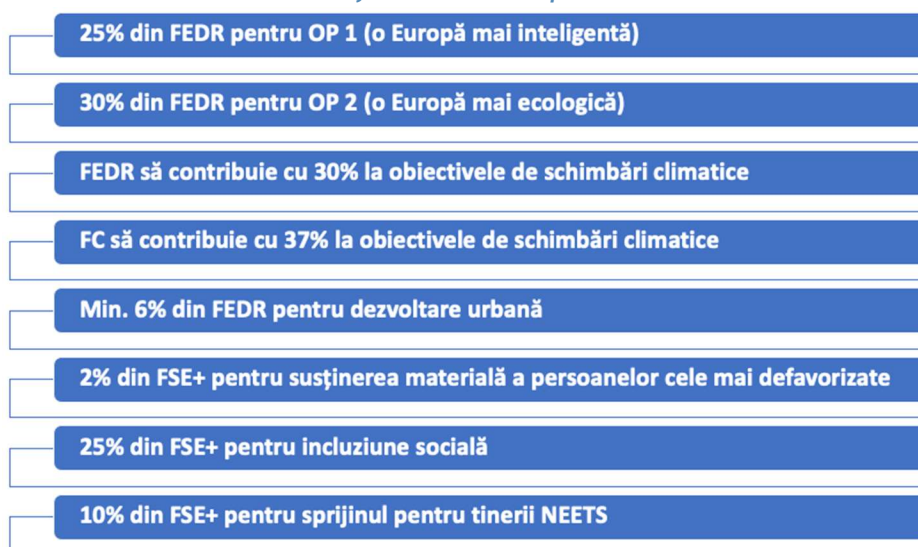 25% din FEDR pentru OP 1 (o Europă mai inteligentă)
30% din FEDR pentru OP 2 (o Europă mai ecologică)
FEDR să contribuie cu 30% la obiectivele de schimbări climatice
FC să contribuie cu 37% la obiectivele de schimbări climatice
Min. 6% din FEDR pentru dezvoltare urbană
2% din FSE+ pentru susținerea materială a persoanelor cele mai defavorizate
25% din FSE+ pentru incluziune socială
10% din FSE+ pentru sprijinul pentru tinerii NEETS